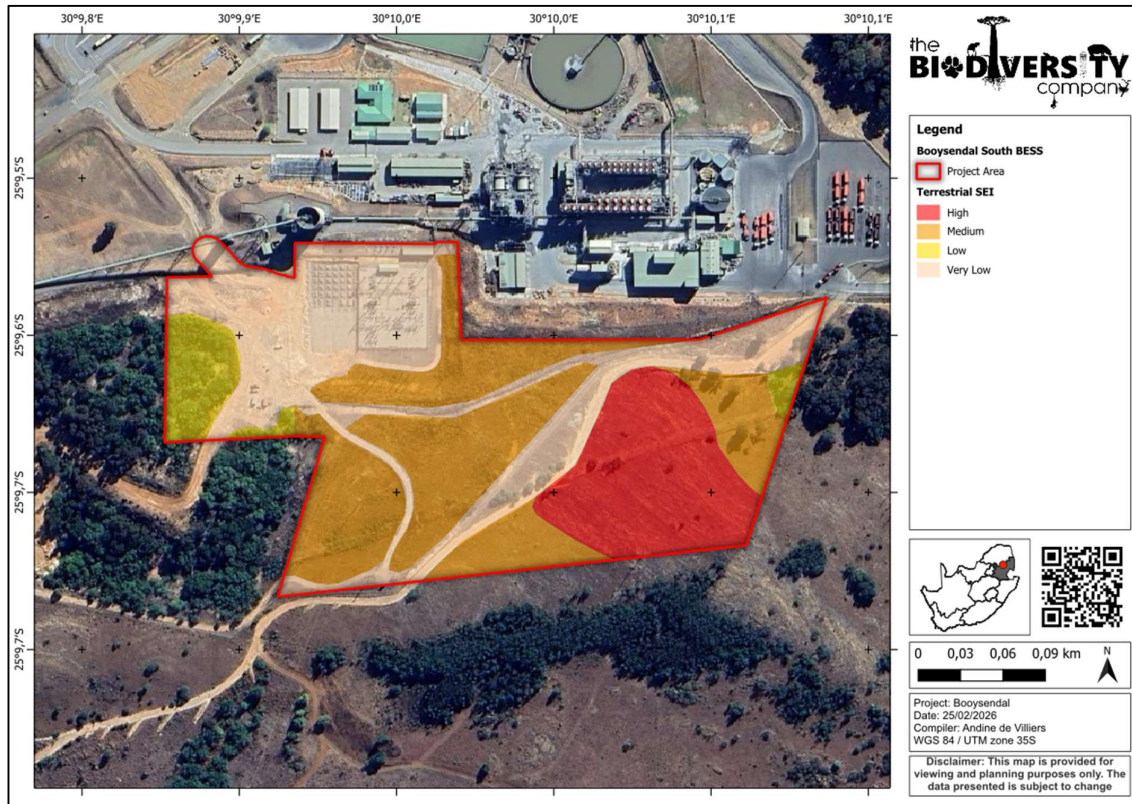 30°9,8'E 30°9,9'E 30°10,0'E 30°10,0'E 30°10,1'E 30°10,1'E
25°9,5'S
25°9,6'S
25°9,7'S
25°9,7'S
the
BIODIVERSITY
company
Legend
Booysendal South BESS
Project Area
Terrestrial SEI
High
Medium
Low
Very Low
0 0,03 0,06 0,09 km
N
Project: Booysendal
Date: 25/02/2026
Compiler: Andine de Villiers
WGS 84 / UTM zone 35S
Disclaimer: This map is provided for
viewing and planning purposes only. The
data presented is subject to change